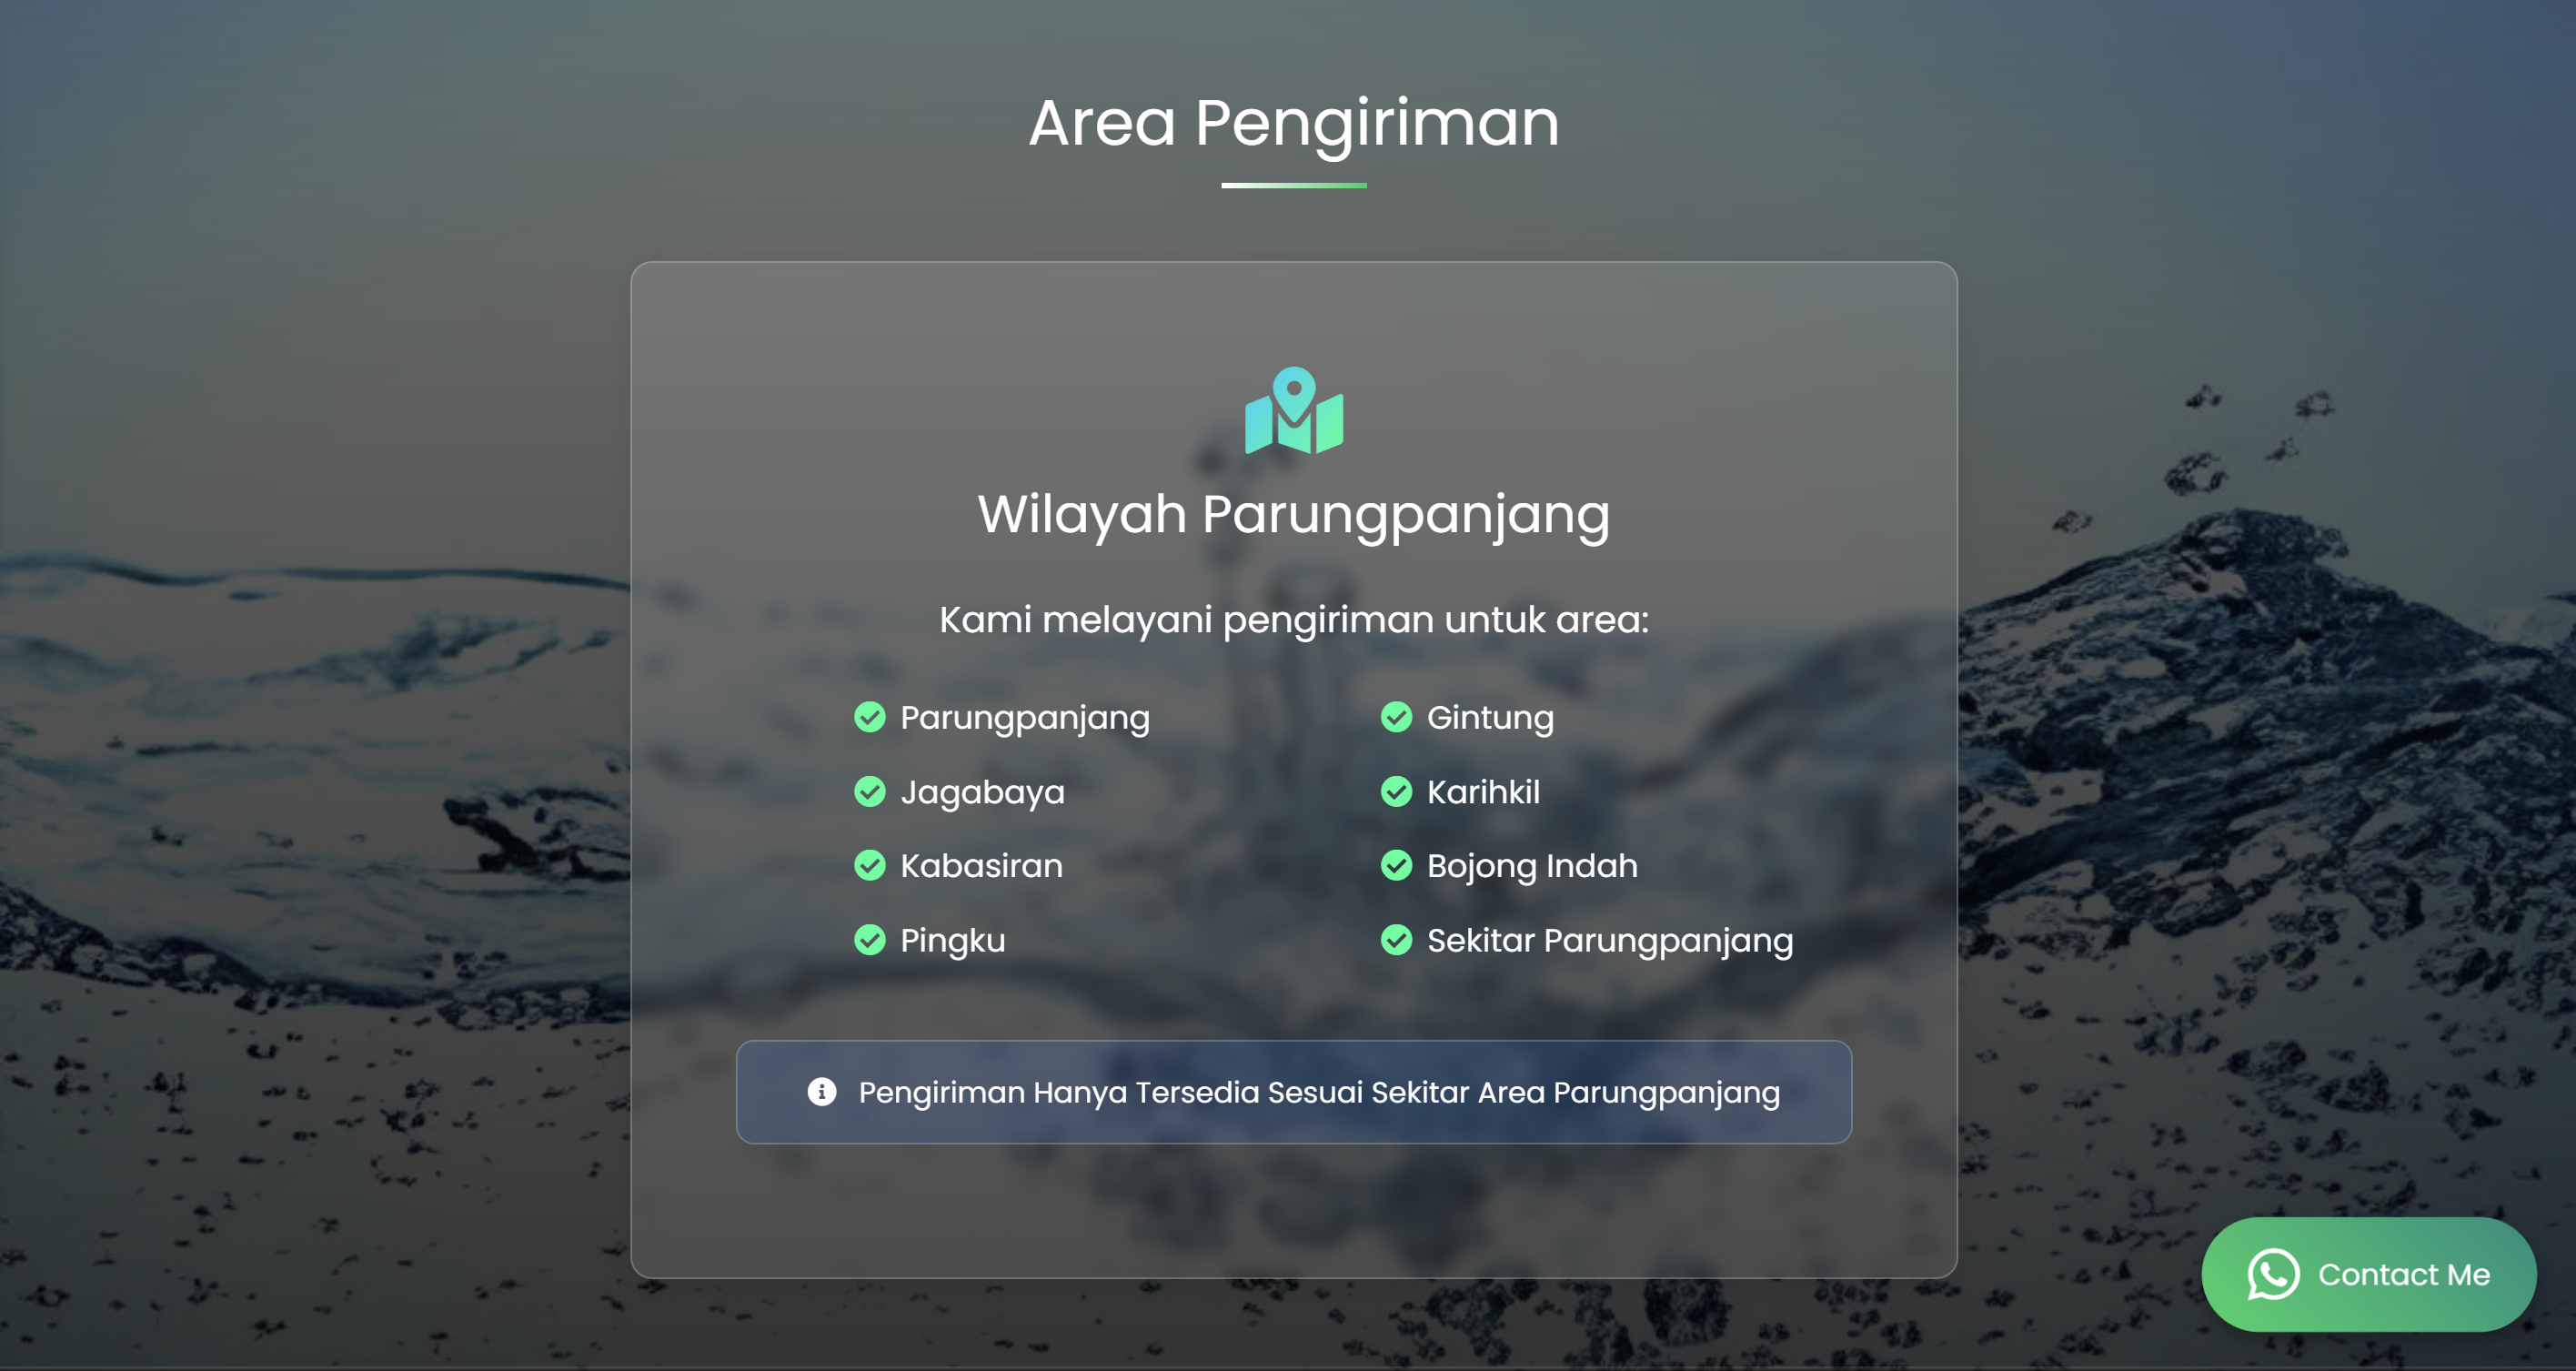 Area Pengiriman
Wilayah Parungpanjang
Kami melayani pengiriman untuk area:
Parungpanjang
Jagabaya
Kabasiran
Pingku
Gintung
Karihkil
Bojong Indah
Sekitar Parungpanjang
Pengiriman Hanya Tersedia Sesuai Sekitar Area Parungpanjang
Contact Me